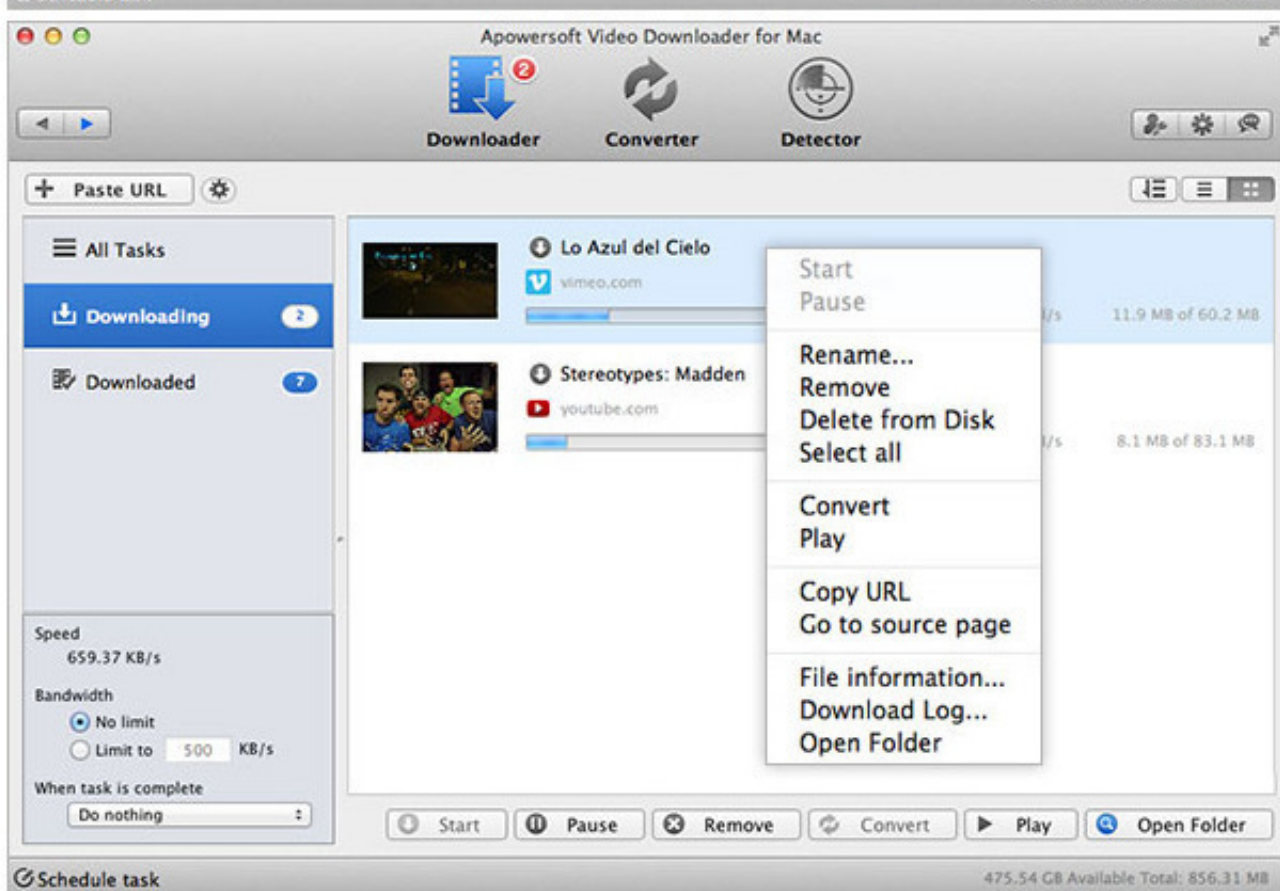 Apowersoft Video Downloader for Mac
2
Downloader Converter Detector
Paste URL
All Tasks
Downloading 2
Downloaded 7
Lo Azul del Cielo
vimeo.com
11.9 MB of 60.2 MB
Stereotypes: Madden
youtube.com
8.1 MB of 83.1 MB
Start
Pause
Rename...
Remove
Delete from Disk
Select all
Convert
Play
Copy URL
Go to source page
File information...
Download Log...
Open Folder
Speed
659.37 KB/s
Bandwidth
No limit
Limit to 500 KB/s
When task is complete
Do nothing
Start Pause Remove Convert Play Open Folder
Schedule task
475.54 GB Available Total: 856.31 MB